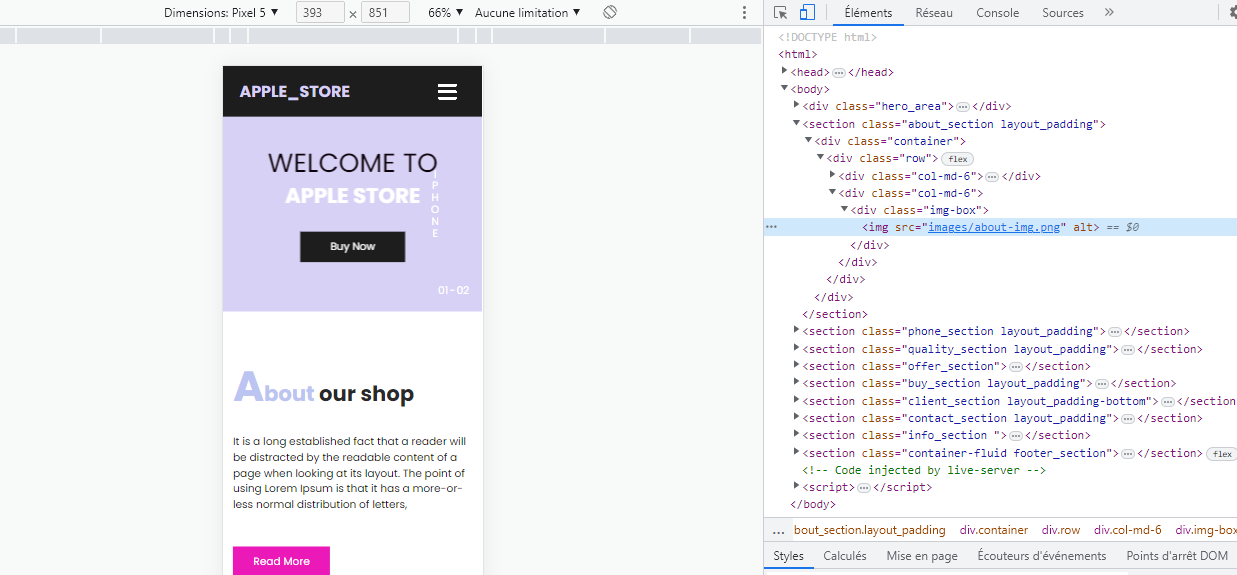 Dimensions: Pixel 5 ▼ 393 × 851 66% ▼ Aucune limitation ▼
APPLE_STORE
WELCOME TO
APPLE STORE
IPHONE
Buy Now
01-02
About our shop
It is a long established fact that a reader will
be distracted by the readable content of a
page when looking at its layout. The point of
using Lorem Ipsum is that it has a more-or-
less normal distribution of letters,
Read More
Éléments Réseau Console Sources »
<!DOCTYPE html>
<html>
<head>…</head>
<body>
<div class="hero_area">…</div>
<section class="about_section layout_padding">
<div class="container">
<div class="row"> flex
<div class="col-md-6">…</div>
<div class="col-md-6">
<div class="img-box">
<img src="images/about-img.png" alt> == $0
</div>
</div>
</div>
</div>
</section>
<section class="phone_section layout_padding">…</section>
<section class="quality_section layout_padding">…</section>
<section class="offer_section">…</section>
<section class="buy_section layout_padding">…</section>
<section class="client_section layout_padding-bottom">…</section
<section class="contact_section layout_padding">…</section>
<section class="info_section ">…</section>
<section class="container-fluid footer_section">…</section> flex
<!-- Code injected by live-server -->
<script>…</script>
</body>
… bout_section.layout_padding div.container div.row div.col-md-6 div.img-box
Styles Calculés Mise en page Écouteurs d'événements Points d'arrêt DOM